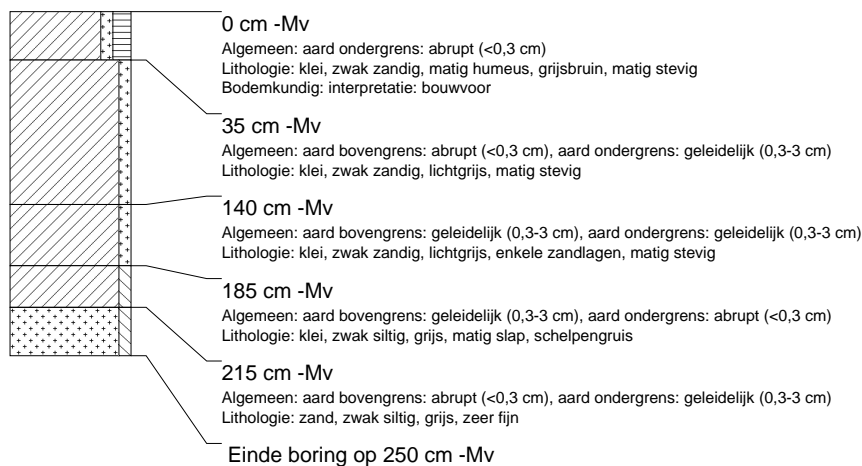 0 cm -Mv
Algemeen: aard ondergrens: abrupt (<0,3 cm)
Lithologie: klei, zwak zandig, matig humeus, grijsbruin, matig stevig
Bodemkundig: interpretatie: bouwvoor
35 cm -Mv
Algemeen: aard bovengrens: abrupt (<0,3 cm), aard ondergrens: geleidelijk (0,3-3 cm)
Lithologie: klei, zwak zandig, lichtgrijs, matig stevig
140 cm -Mv
Algemeen: aard bovengrens: geleidelijk (0,3-3 cm), aard ondergrens: geleidelijk (0,3-3 cm)
Lithologie: klei, zwak zandig, lichtgrijs, enkele zandlagen, matig stevig
185 cm -Mv
Algemeen: aard bovengrens: geleidelijk (0,3-3 cm), aard ondergrens: abrupt (<0,3 cm)
Lithologie: klei, zwak siltig, grijs, matig slap, schelpengruis
215 cm -Mv
Algemeen: aard bovengrens: abrupt (<0,3 cm), aard ondergrens: geleidelijk (0,3-3 cm)
Lithologie: zand, zwak siltig, grijs, zeer fijn
Einde boring op 250 cm -Mv